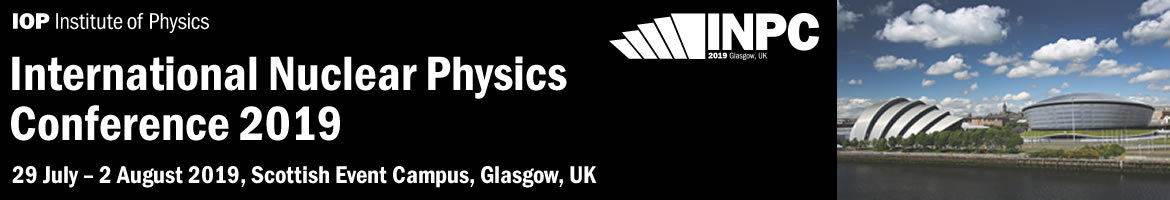 IOP Institute of Physics
International Nuclear Physics
Conference 2019
29 July – 2 August 2019, Scottish Event Campus, Glasgow, UK
INPC
2019 Glasgow, UK